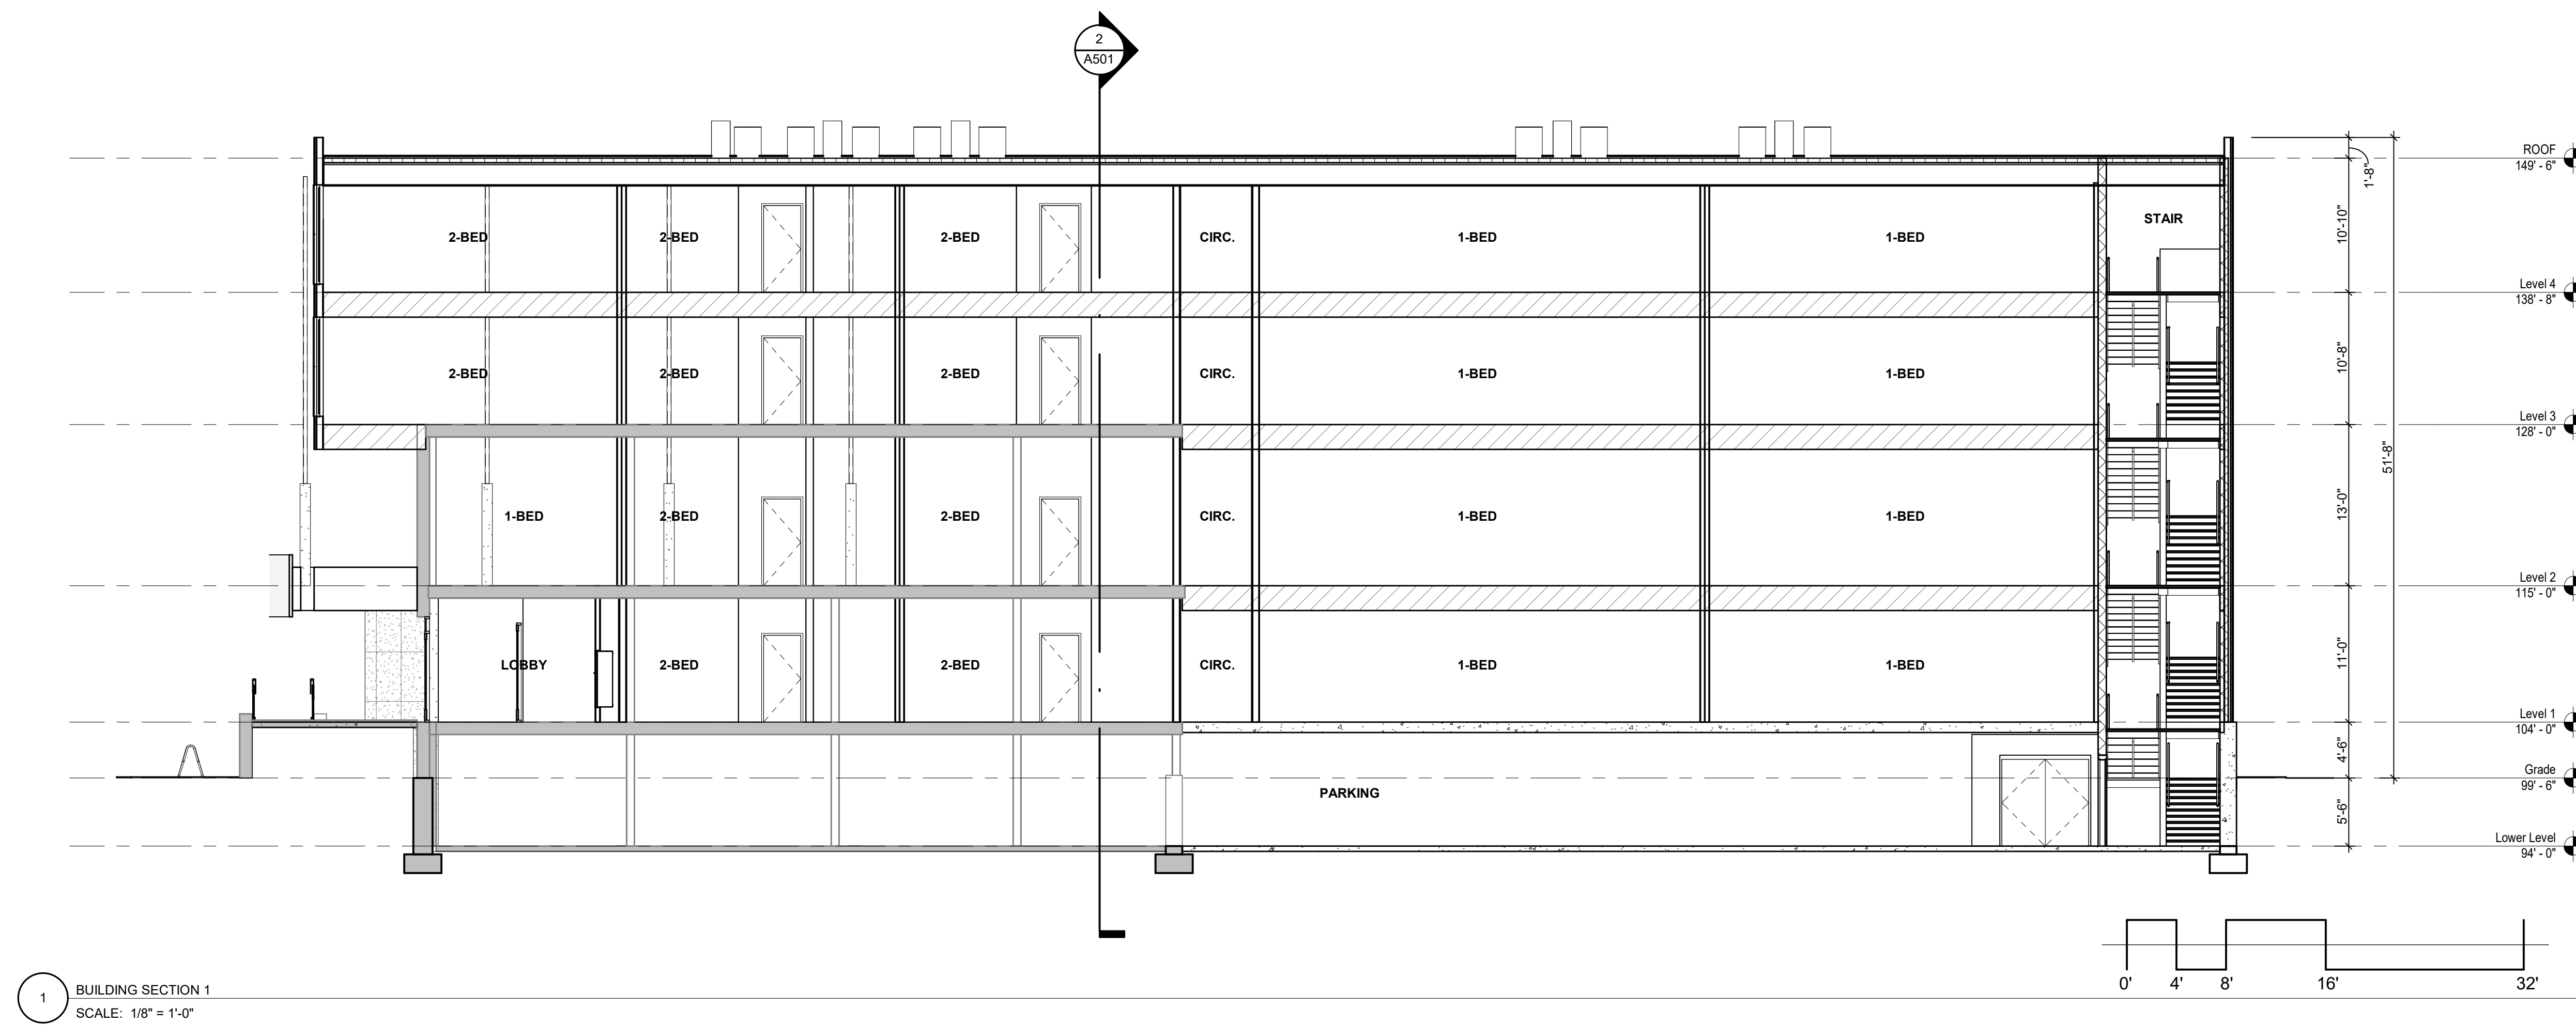 2
A501
ROOF
149' - 6"
1'-8"
STAIR
2-BED
2-BED
2-BED
CIRC.
1-BED
1-BED
10'-10"
Level 4
138' - 8"
2-BED
2-BED
2-BED
CIRC.
1-BED
1-BED
10'-8"
Level 3
128' - 0"
51'-8"
1-BED
2-BED
2-BED
CIRC.
1-BED
1-BED
13'-0"
Level 2
115' - 0"
LOBBY
2-BED
2-BED
CIRC.
1-BED
1-BED
11'-0"
Level 1
104' - 0"
4'-6"
Grade
99' - 6"
PARKING
5'-6"
Lower Level
94' - 0"
0' 4' 8' 16' 32'
1
BUILDING SECTION 1
SCALE: 1/8" = 1'-0"